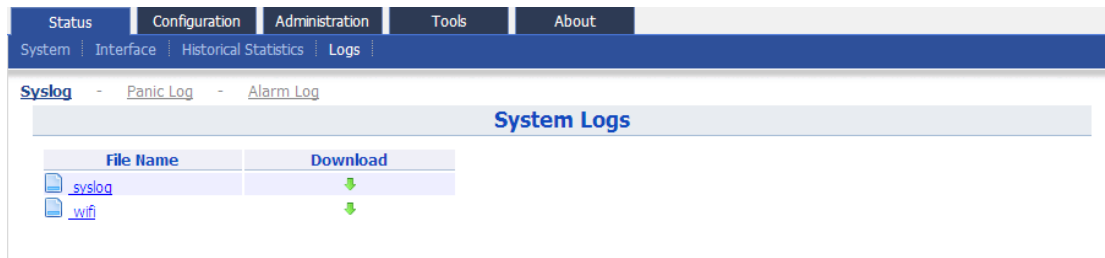 Status Configuration Administration Tools About
System Interface Historical Statistics Logs
Syslog - Panic Log - Alarm Log
System Logs
File Name Download
syslog
wifi